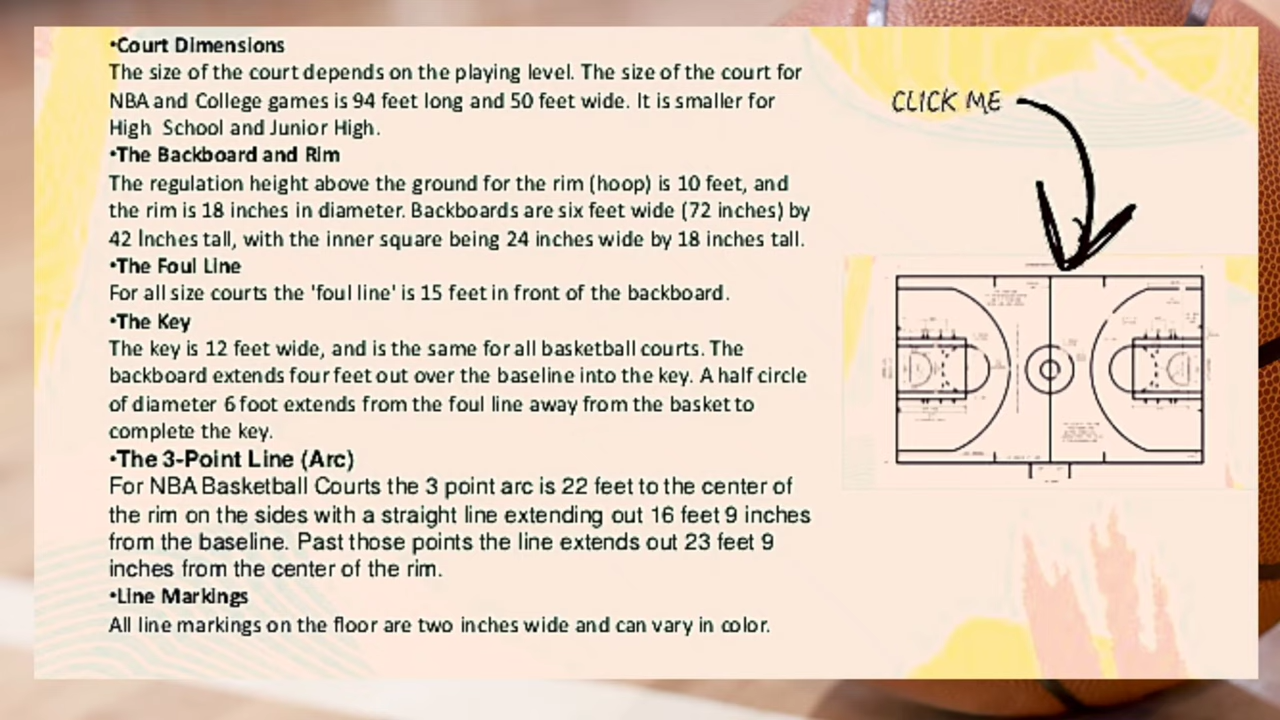 •Court Dimensions
The size of the court depends on the playing level. The size of the court for
NBA and College games is 94 feet long and 50 feet wide. It is smaller for
High School and Junior High.
•The Backboard and Rim
The regulation height above the ground for the rim (hoop) is 10 feet, and
the rim is 18 inches in diameter. Backboards are six feet wide (72 inches) by
42 Inches tall, with the inner square being 24 inches wide by 18 inches tall.
•The Foul Line
For all size courts the 'foul line' is 15 feet in front of the backboard.
•The Key
The key is 12 feet wide, and is the same for all basketball courts. The
backboard extends four feet out over the baseline into the key. A half circle
of diameter 6 foot extends from the foul line away from the basket to
complete the key.
•The 3-Point Line (Arc)
For NBA Basketball Courts the 3 point arc is 22 feet to the center of
the rim on the sides with a straight line extending out 16 feet 9 inches
from the baseline. Past those points the line extends out 23 feet 9
inches from the center of the rim.
•Line Markings
All line markings on the floor are two inches wide and can vary in color.
CLICK ME